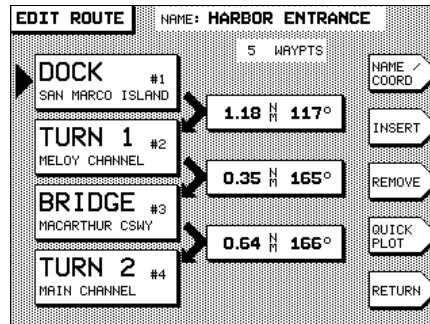 EDIT ROUTE
NAME: HARBOR ENTRANCE
5 WAYPTS
DOCK #1
SAN MARCO ISLAND
1.18 NM 117°
TURN 1 #2
MELOY CHANNEL
0.35 NM 165°
BRIDGE #3
MACARTHUR CSWY
0.64 NM 166°
TURN 2 #4
MAIN CHANNEL
NAME /
COORD
INSERT
REMOVE
QUICK
PLOT
RETURN